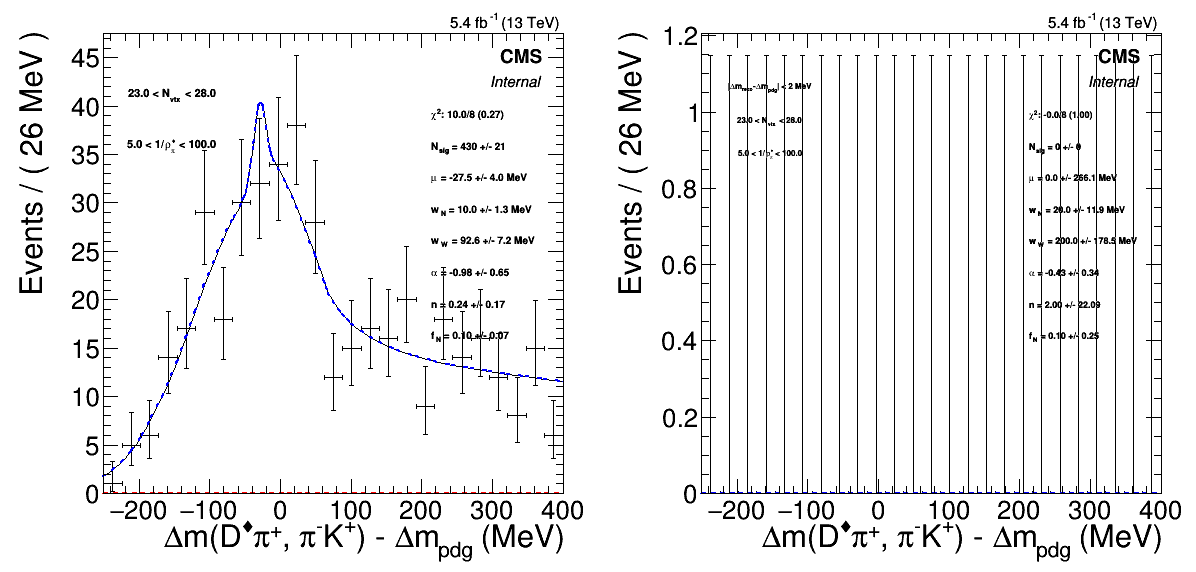 5.4 fb⁻¹ (13 TeV)
CMS
Internal
23.0 < N_vtx < 28.0
5.0 < 1/ρ < 100.0
χ²: 10.0/8 (0.27)
N_sig = 430 +/- 21
μ = -27.5 +/- 4.0 MeV
w_N = 10.0 +/- 1.3 MeV
w_W = 92.6 +/- 7.2 MeV
α = -0.98 +/- 0.65
n = 0.24 +/- 0.17
f_N = 0.10 +/- 0.07
Events / ( 26 MeV )
45
40
35
30
25
20
15
10
5
0
−200 −100 0 100 200 300 400
Δm(D♦π⁺, π⁻K⁺) - Δm_pdg (MeV)
5.4 fb⁻¹ (13 TeV)
CMS
Internal
|Δm_reco-Δm_pdg| < 2 MeV
23.0 < N_vtx < 28.0
5.0 < 1/ρ < 100.0
χ²: -0.0/8 (1.00)
N_sig = 0 +/- 0
μ = 0.0 +/- 266.1 MeV
w_N = 20.0 +/- 11.9 MeV
w_W = 200.0 +/- 178.5 MeV
α = -0.43 +/- 0.34
n = 2.00 +/- 22.09
f_N = 0.10 +/- 0.25
Events / ( 26 MeV )
1.2
1
0.8
0.6
0.4
0.2
0
−200 −100 0 100 200 300 400
Δm(D♦π⁺, π⁻K⁺) - Δm_pdg (MeV)